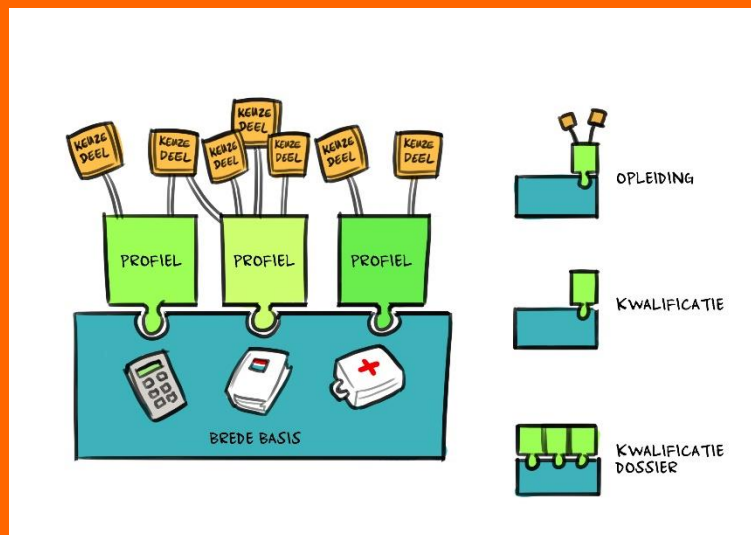 KEUZE
DEEL
KEUZE
DEEL
KEUZE
DEEL
KEUZE
DEEL
KEUZE
DEEL
KEUZE
DEEL
KEUZE
DEEL
PROFIEL
PROFIEL
PROFIEL
BREDE BASIS
OPLEIDING
KWALIFICATIE
KWALIFICATIE
DOSSIER